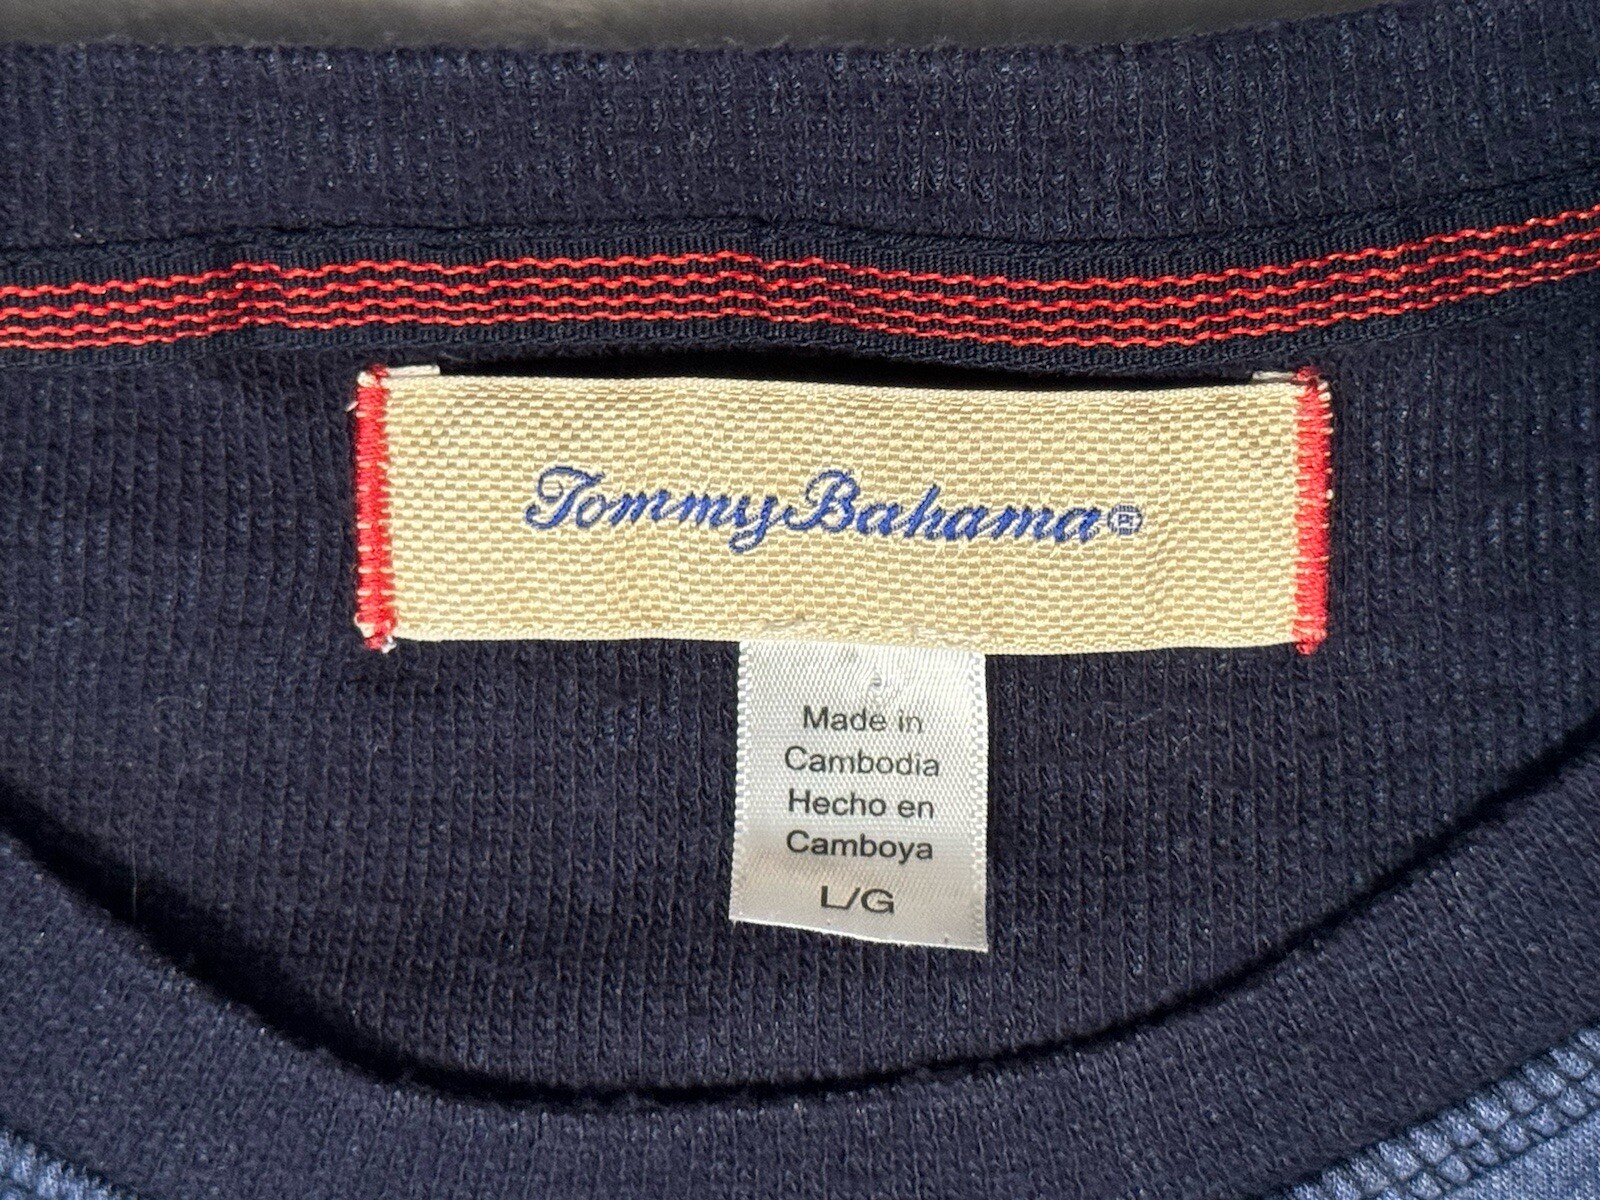 Tommy Bahama®
Made in
Cambodia
Hecho en
Camboya
L/G